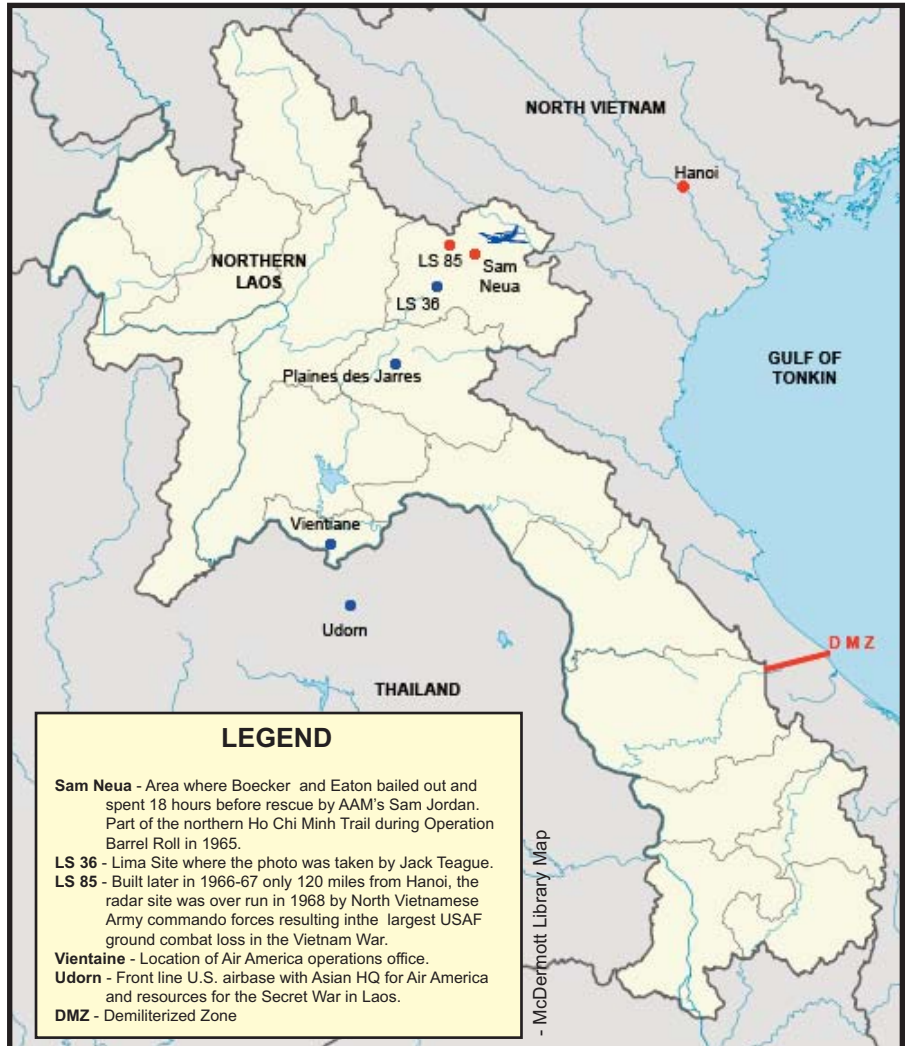 NORTH VIETNAM
Hanoi
NORTHERN
LAOS
LS 85
Sam
Neua
LS 36
Plaines des Jarres
GULF OF
TONKIN
Vientiane
Udorn
D M Z
THAILAND
LEGEND
Sam Neua - Area where Boecker and Eaton bailed out and
spent 18 hours before rescue by AAM's Sam Jordan.
Part of the northern Ho Chi Minh Trail during Operation
Barrel Roll in 1965.
LS 36 - Lima Site where the photo was taken by Jack Teague.
LS 85 - Built later in 1966-67 only 120 miles from Hanoi, the
radar site was over run in 1968 by North Vietnamese
Army commando forces resulting inthe largest USAF
ground combat loss in the Vietnam War.
Vientaine - Location of Air America operations office.
Udorn - Front line U.S. airbase with Asian HQ for Air America
and resources for the Secret War in Laos.
DMZ - Demiliterized Zone
- McDermott Library Map